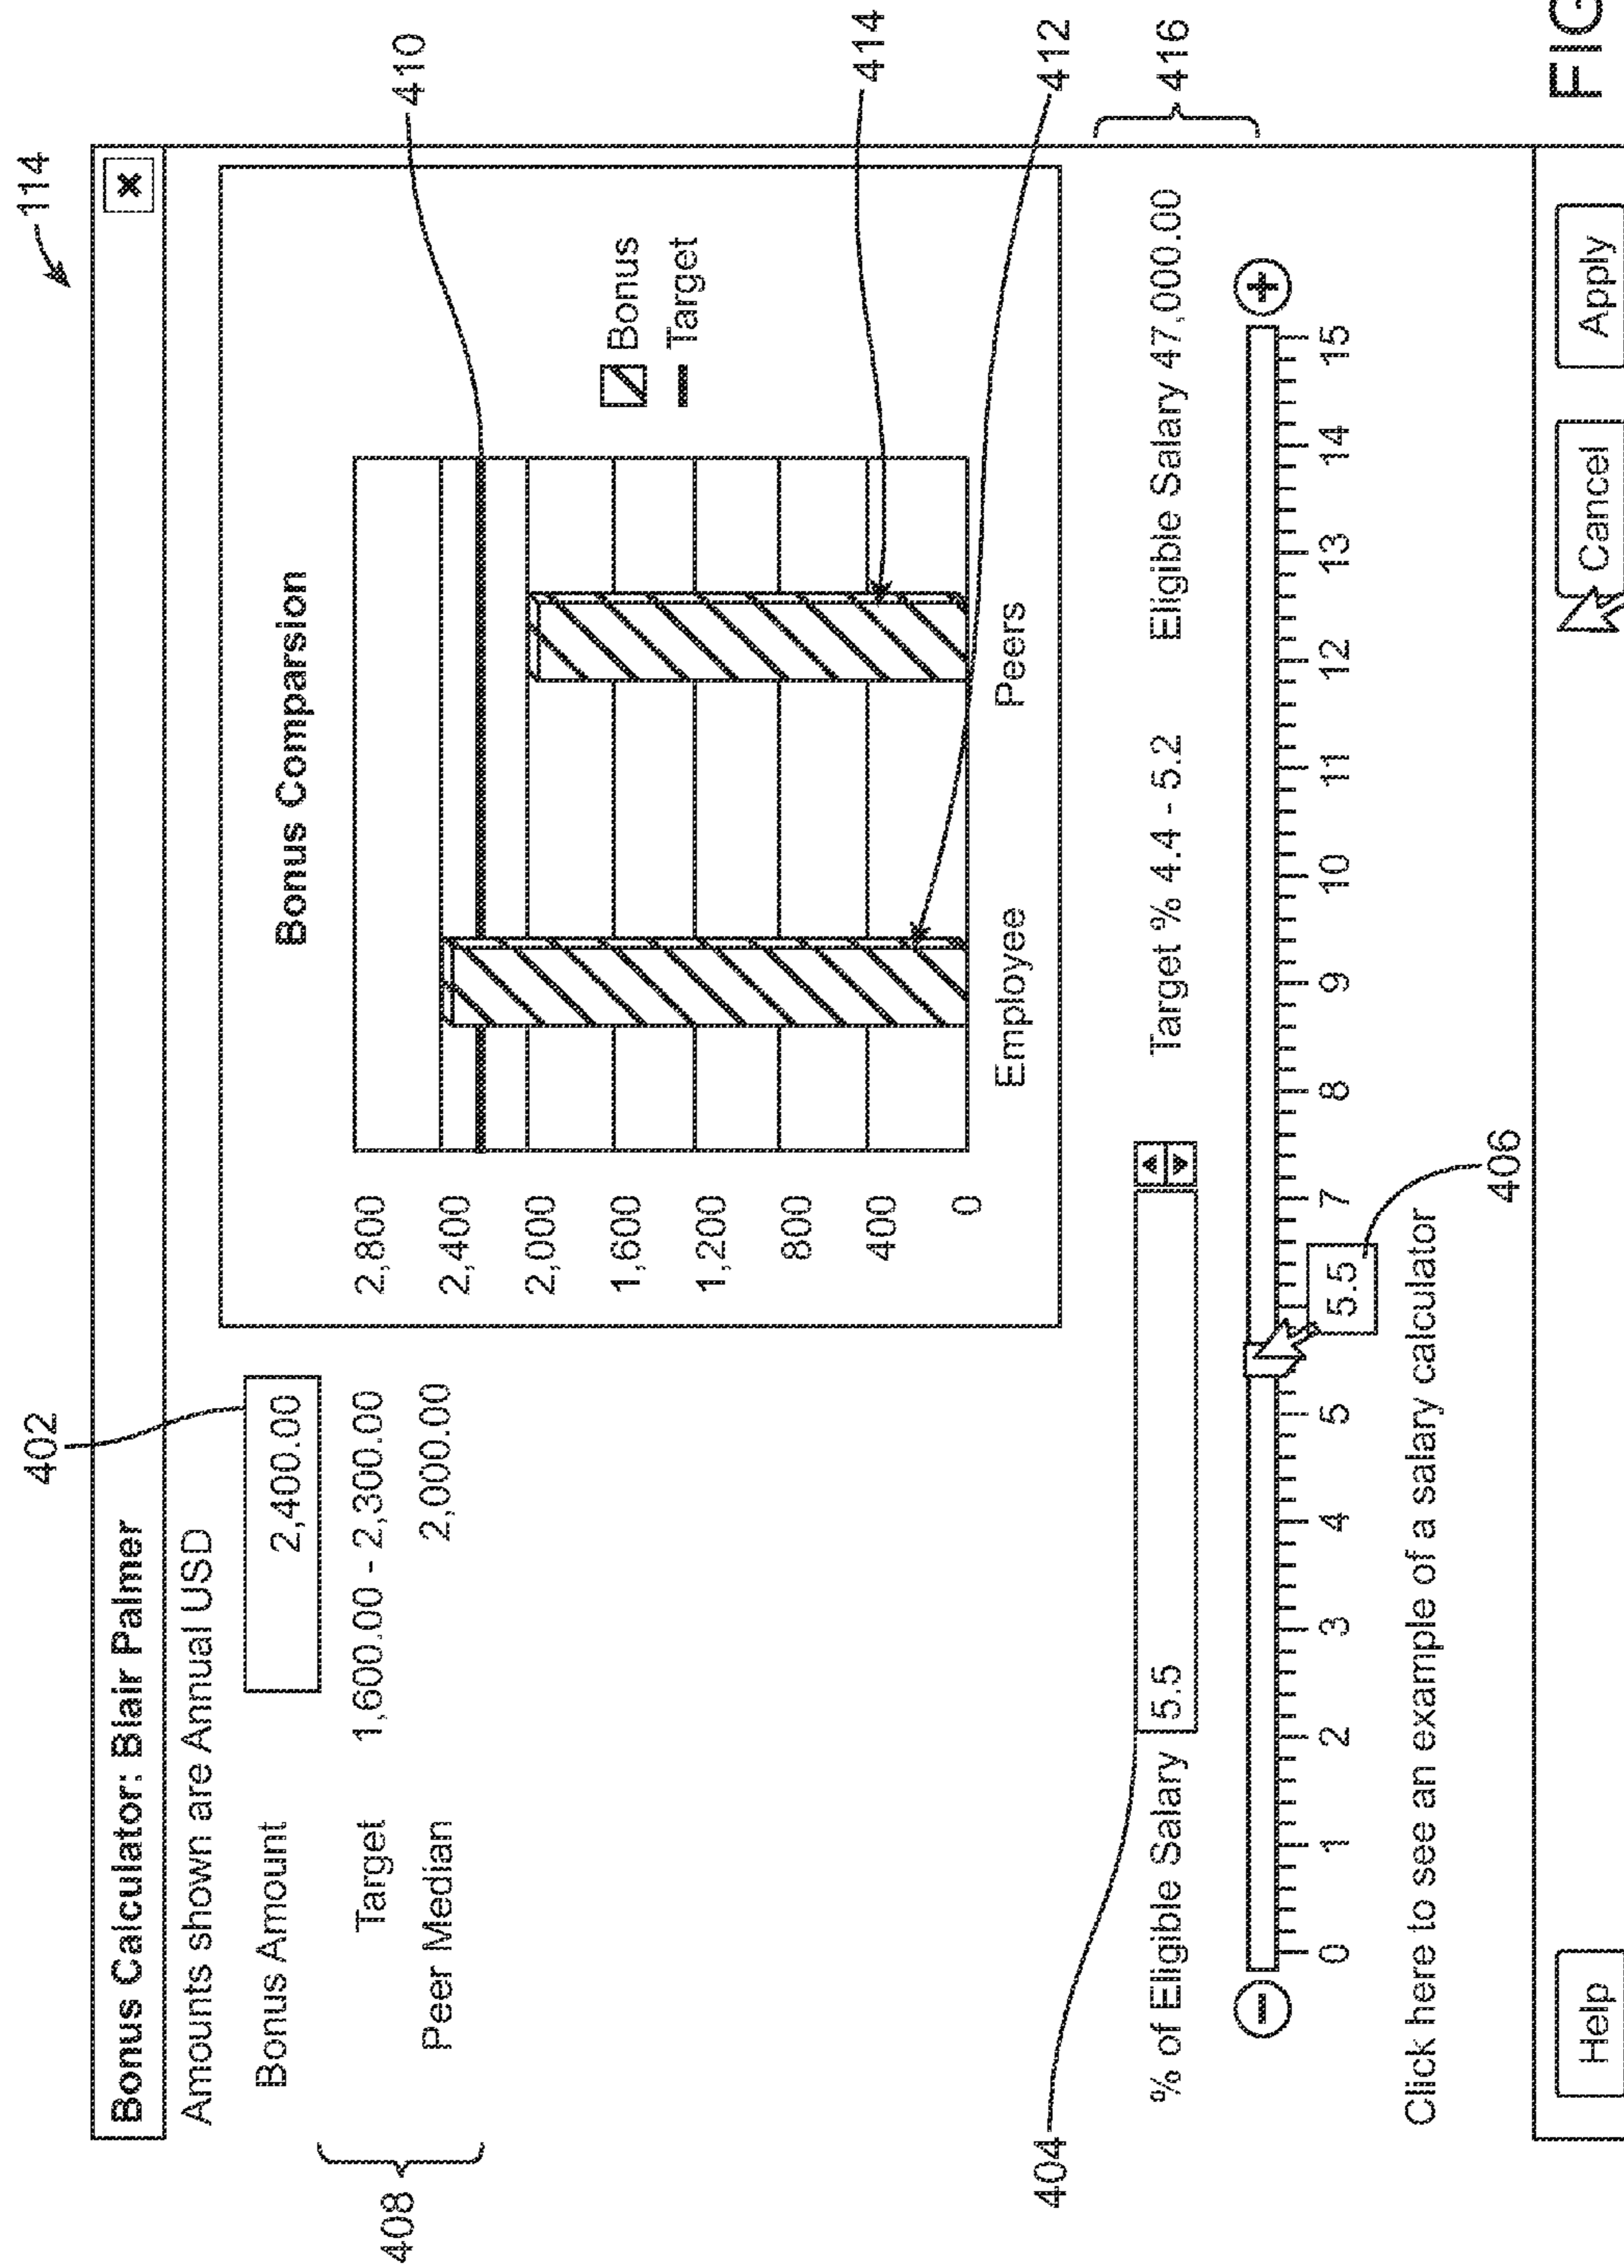 114
402
Bonus Calculator: Blair Palmer
×
Amounts shown are Annual USD
Bonus Amount 2,400.00
408
Target 1,600.00 - 2,300.00
Peer Median 2,000.00
Bonus Comparsion
410
2,800
2,400
2,000
1,600
1,200
800
400
0
Employee
Peers
Bonus
Target
414
412
404
% of Eligible Salary 5.5
Target % 4.4 - 5.2
Eligible Salary 47,000.00
416
−
+
0 1 2 3 4 5 7 8 9 10 11 12 13 14 15
5.5
406
Click here to see an example of a salary calculator
Help
Cancel
Apply
FIG